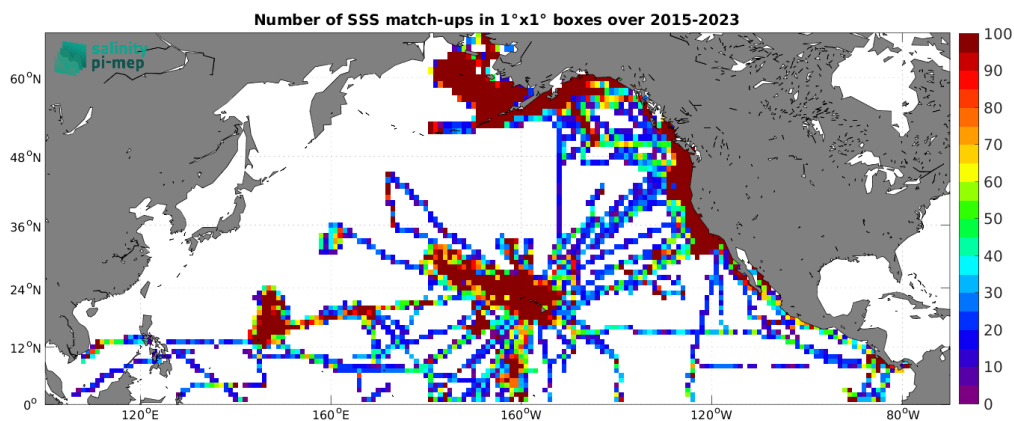 Number of SSS match-ups in 1°x1° boxes over 2015-2023
salinity
pi-mep
60°N
48°N
36°N
24°N
12°N
0°
120°E
160°E
160°W
120°W
80°W
100
90
80
70
60
50
40
30
20
10
0